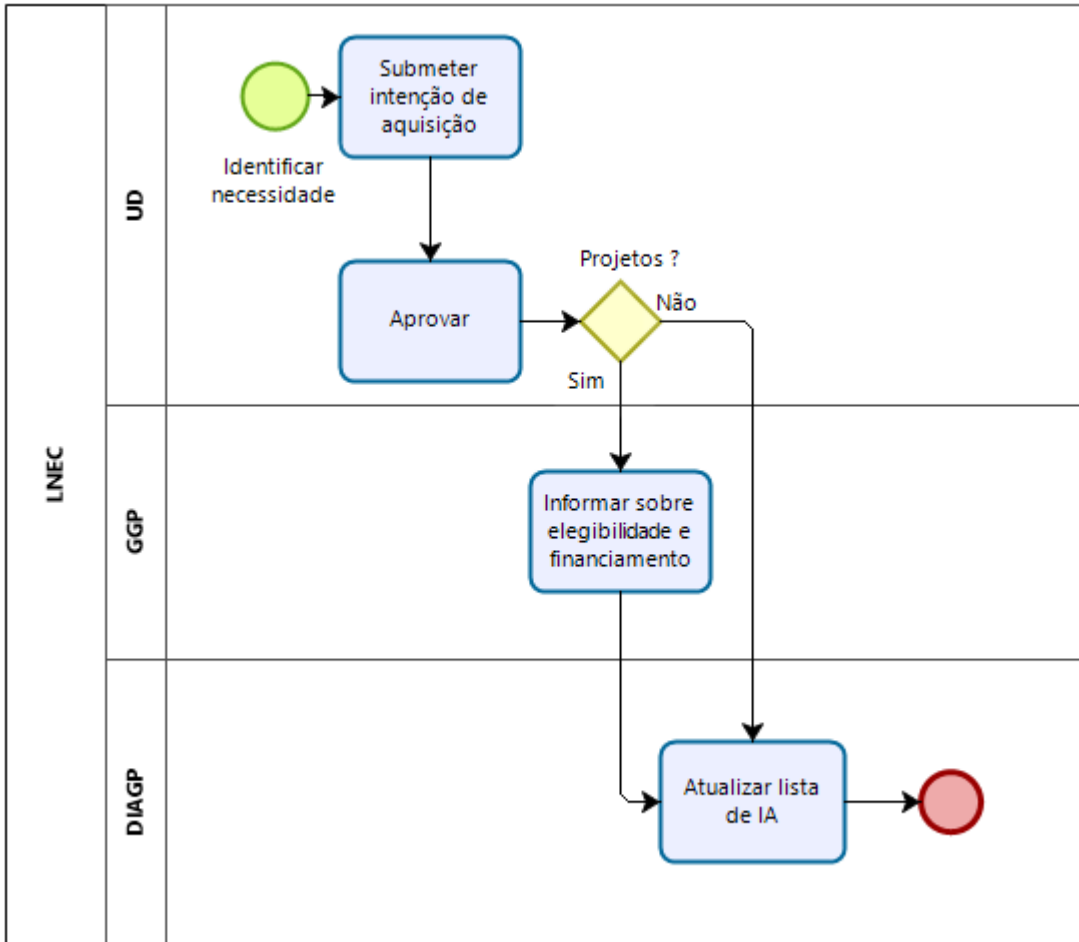 LNEC
UD
Submeter
intenção de
aquisição
Identificar
necessidade
Aprovar
Projetos ?
Não
Sim
GGP
Informar sobre
elegibilidade e
financiamento
DIAGP
Atualizar lista
de IA